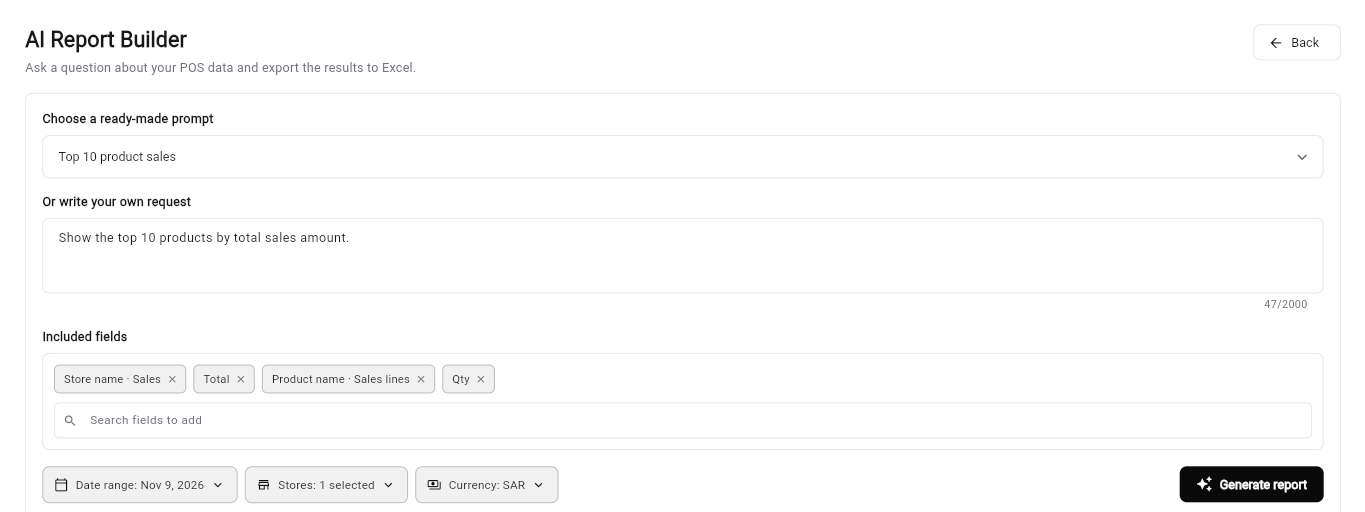 AI Report Builder
Back
Ask a question about your POS data and export the results to Excel.
Choose a ready-made prompt
Top 10 product sales
Or write your own request
Show the top 10 products by total sales amount.
47/2000
Included fields
Store name · Sales Total Product name · Sales lines Qty
Search fields to add
Date range: Nov 9, 2026 Stores: 1 selected Currency: SAR Generate report